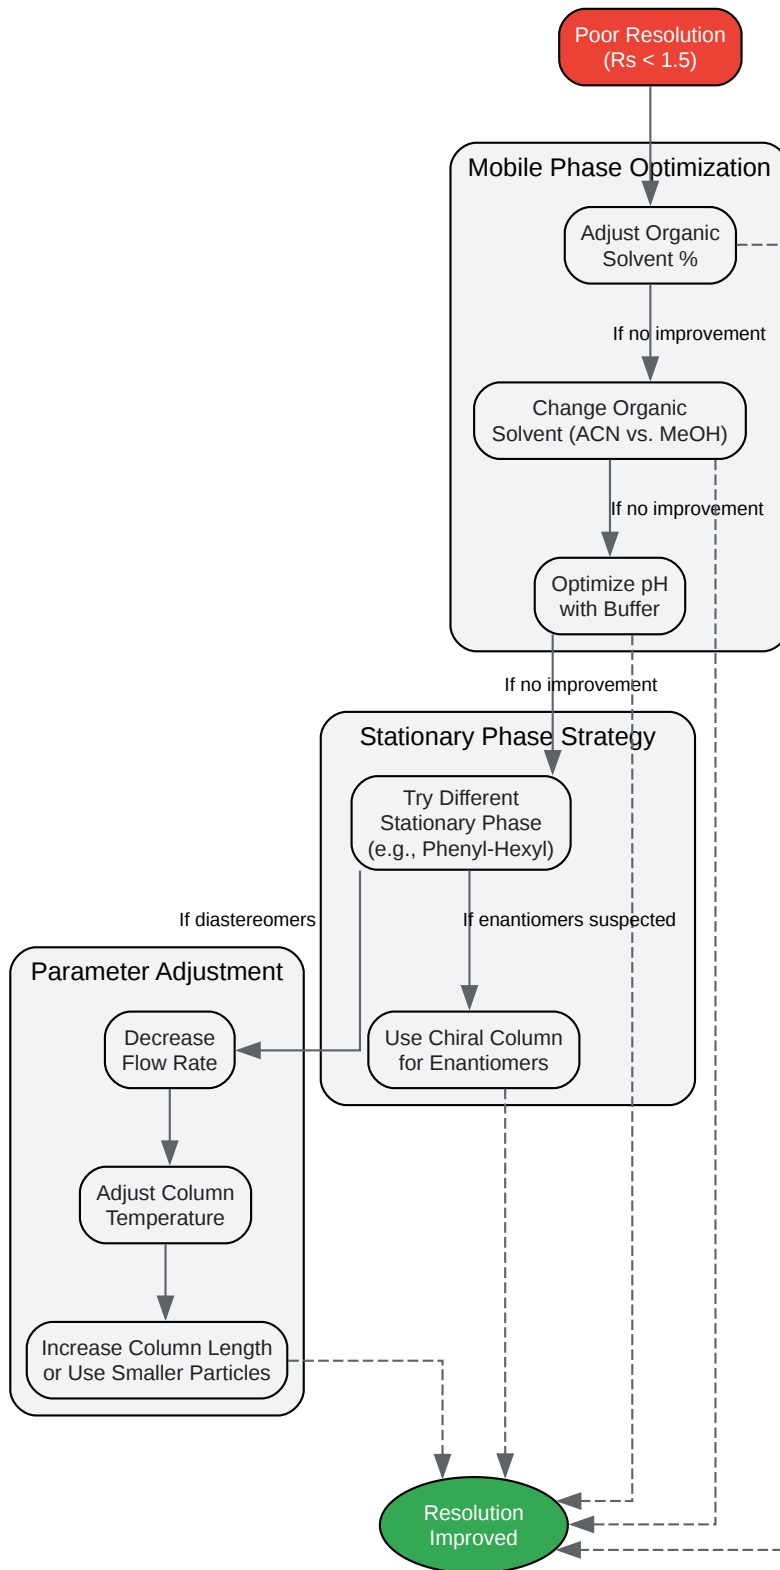 Poor Resolution
(Rs < 1.5)
Mobile Phase Optimization
Adjust Organic
Solvent %
If no improvement
Change Organic
Solvent (ACN vs. MeOH)
If no improvement
Optimize pH
with Buffer
If no improvement
Stationary Phase Strategy
Try Different
Stationary Phase
(e.g., Phenyl-Hexyl)
If diastereomers
If enantiomers suspected
Parameter Adjustment
Decrease
Flow Rate
Use Chiral Column
for Enantiomers
Adjust Column
Temperature
Increase Column Length
or Use Smaller Particles
Resolution
Improved